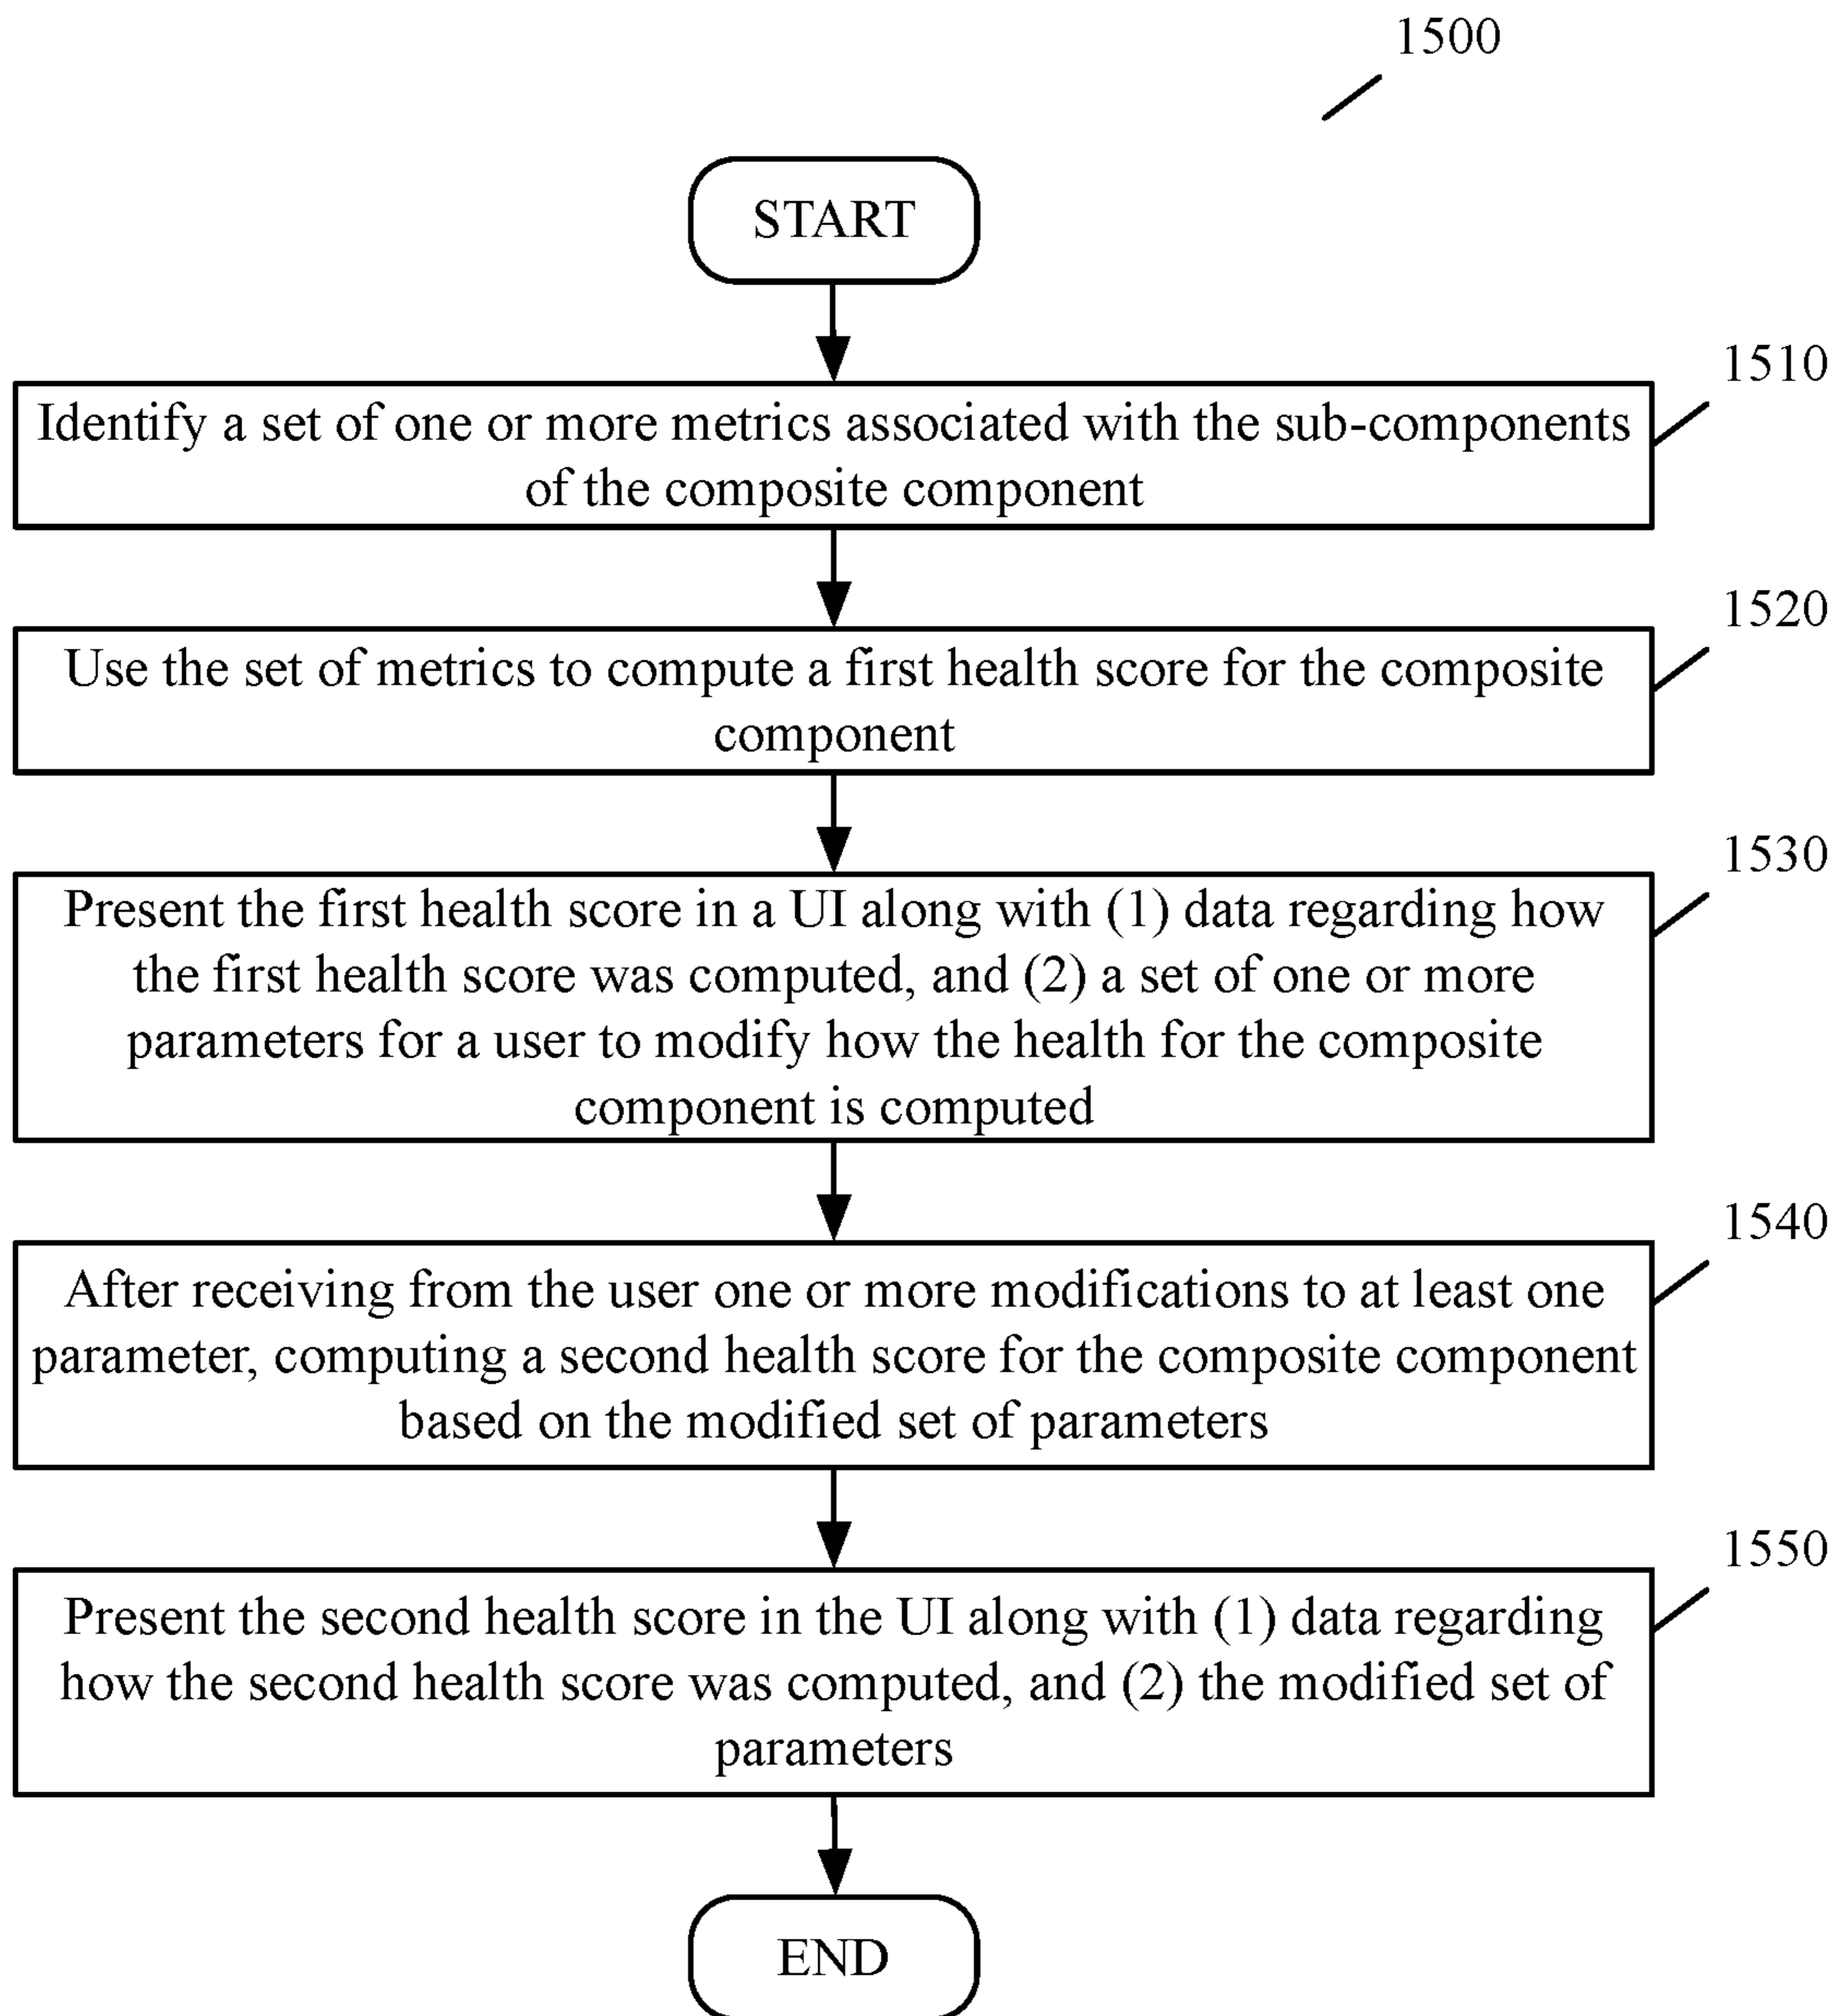 1500
START
1510
Identify a set of one or more metrics associated with the sub-components
of the composite component
1520
Use the set of metrics to compute a first health score for the composite
component
1530
Present the first health score in a UI along with (1) data regarding how
the first health score was computed, and (2) a set of one or more
parameters for a user to modify how the health for the composite
component is computed
1540
After receiving from the user one or more modifications to at least one
parameter, computing a second health score for the composite component
based on the modified set of parameters
1550
Present the second health score in the UI along with (1) data regarding
how the second health score was computed, and (2) the modified set of
parameters
END